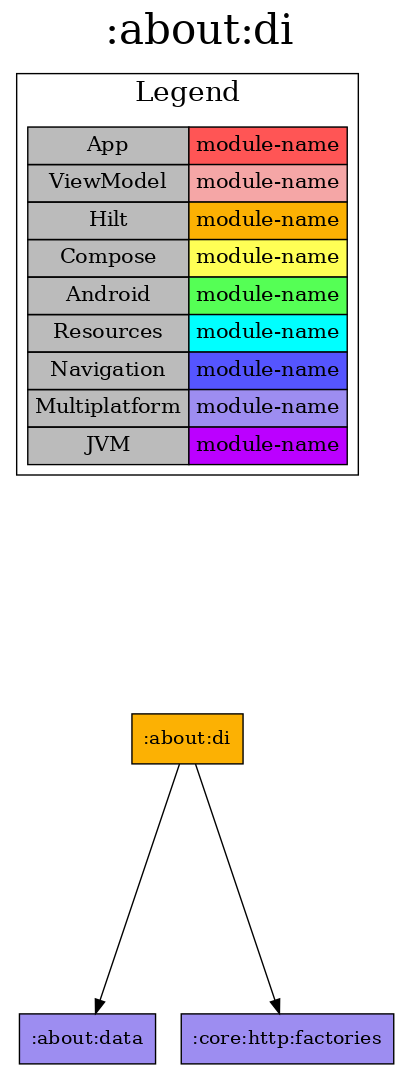 :about:di
Legend
App module-name
ViewModel module-name
Hilt module-name
Compose module-name
Android module-name
Resources module-name
Navigation module-name
Multiplatform module-name
JVM module-name
:about:di
:about:data :core:http:factories